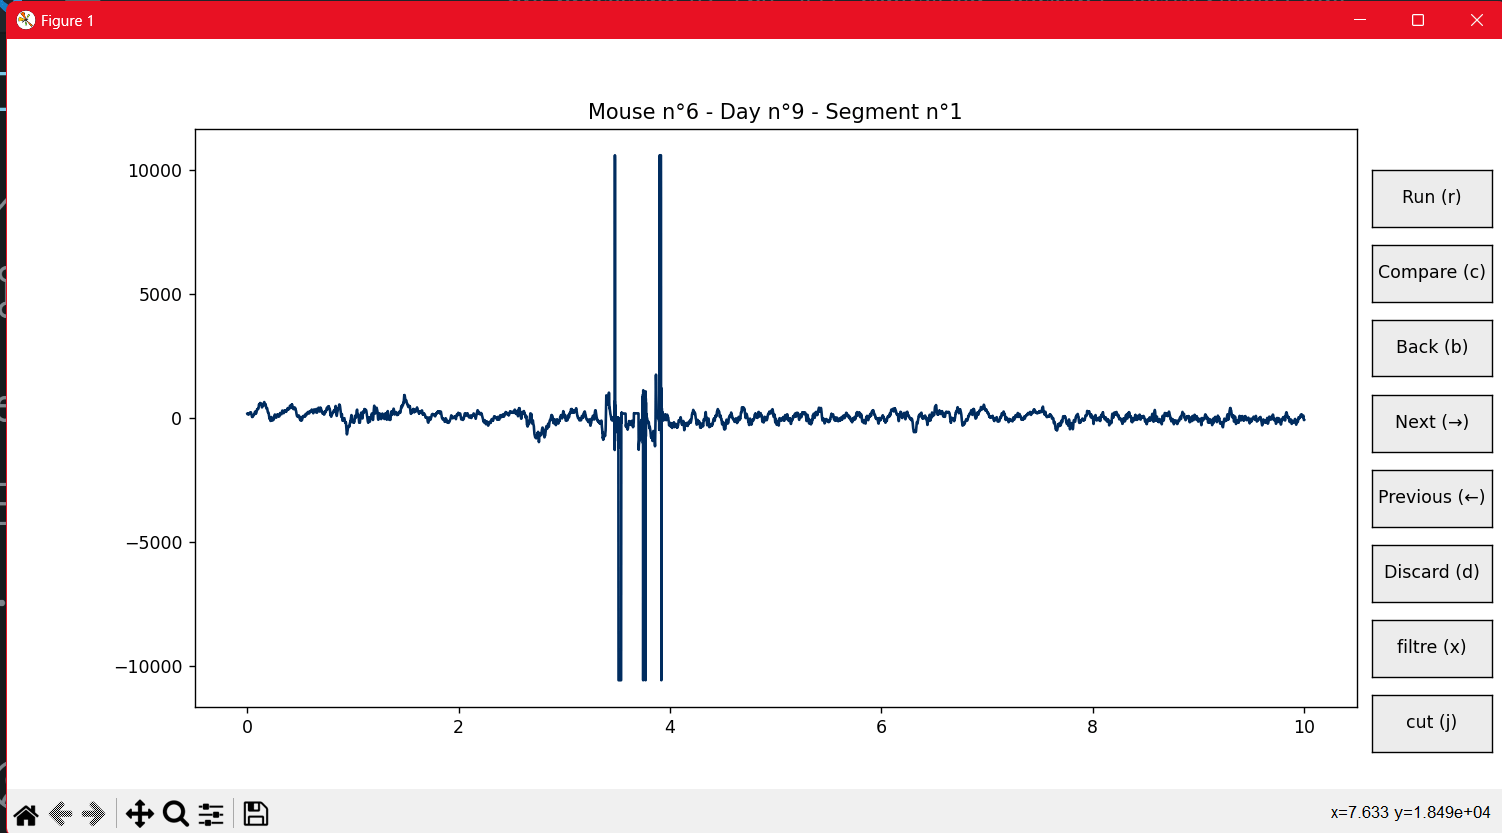 Figure 1
Mouse n°6 - Day n°9 - Segment n°1
10000
5000
0
−5000
−10000
0 2 4 6 8 10
Run (r)
Compare (c)
Back (b)
Next (→)
Previous (←)
Discard (d)
filtre (x)
cut (j)
x=7.633 y=1.849e+04